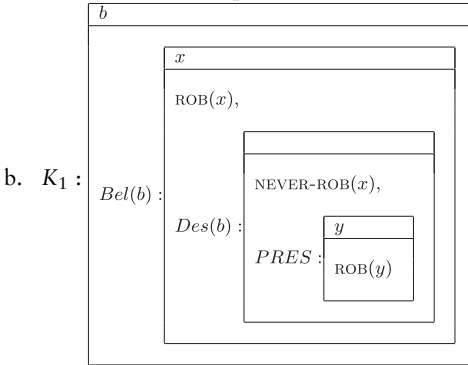 b
x
ROB(x),
b. K₁ :
Bel(b) :
NEVER-ROB(x),
Des(b) :
y
PRES :
ROB(y)